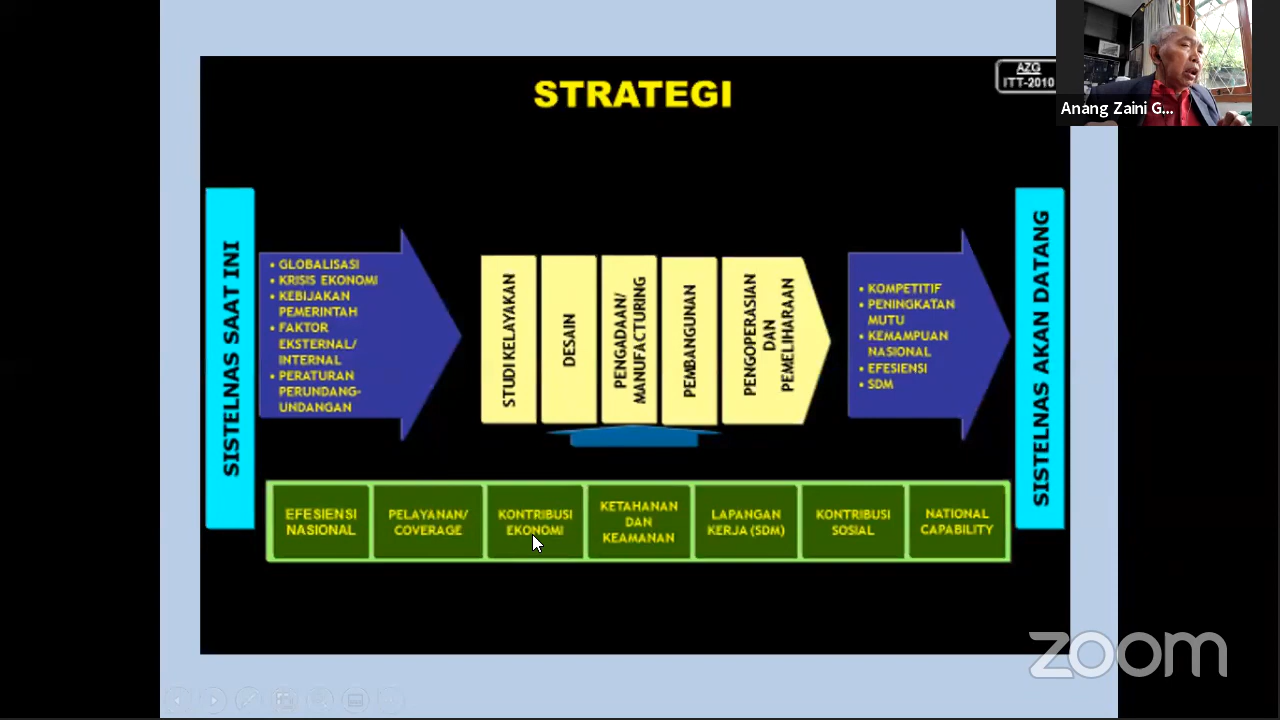 STRATEGI
AZG
ITT-2010
Anang Zaini G...
SISTELNAS SAAT INI
• GLOBALISASI
• KRISIS EKONOMI
• KEBIJAKAN
PEMERINTAH
• FAKTOR
EKSTERNAL/
INTERNAL
• PERATURAN
PERUNDANG-
UNDANGAN
STUDI KELAYAKAN
DESAIN
PENGADAAN/
MANUFACTURING
PEMBANGUNAN
PENGOPERASIAN
DAN
PEMELIHARAAN
• KOMPETITIF
• PENINGKATAN
MUTU
• KEMAMPUAN
NASIONAL
• EFESIENSI
• SDM
SISTELNAS AKAN DATANG
EFESIENSI
NASIONAL
PELAYANAN/
COVERAGE
KONTRIBUSI
EKONOMI
KETAHANAN
DAN
KEAMANAN
LAPANGAN
KERJA (SDM)
KONTRIBUSI
SOSIAL
NATIONAL
CAPABILITY
zoom